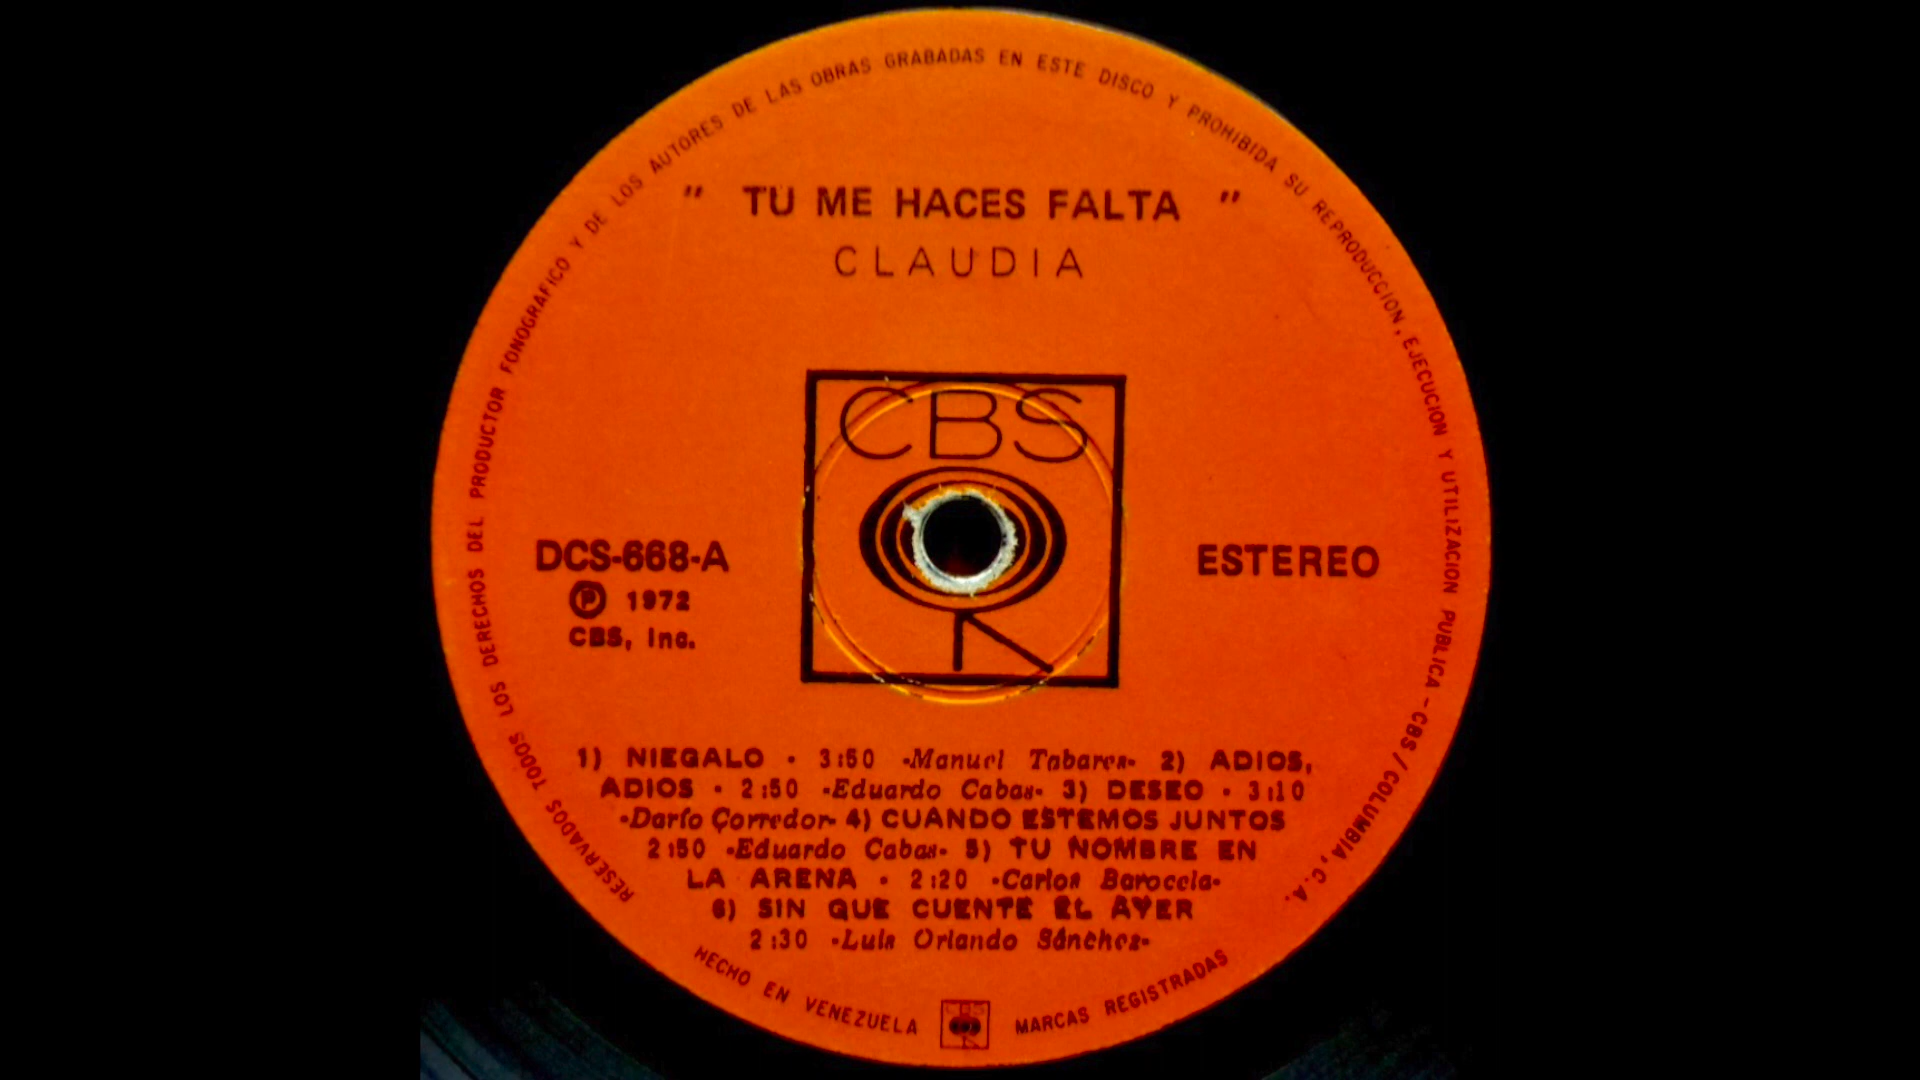 RESERVADOS TODOS LOS DERECHOS DEL PRODUCTOR FONOGRAFICO Y DE LOS AUTORES DE LAS OBRAS GRABADAS EN ESTE DISCO Y PROHIBIDA SU REPRODUCCION, EJECUCION Y UTILIZACION PUBLICA - CBS / COLUMBIA, C.A.
" TU ME HACES FALTA "
CLAUDIA
CBS
DCS-668-A
ESTEREO
℗ 1972
CBS, Inc.
1) NIEGALO • 3:50 -Manuel Tabares- 2) ADIOS,
ADIOS • 2:50 -Eduardo Cabas- 3) DESEO • 3:10
-Darío Corredor- 4) CUANDO ESTEMOS JUNTOS
2:50 -Eduardo Cabas- 5) TU NOMBRE EN
LA ARENA • 2:20 -Carlos Barocela-
6) SIN QUE CUENTE EL AYER
2:30 -Luis Orlando Sánchez-
HECHO EN VENEZUELA CBS MARCAS REGISTRADAS